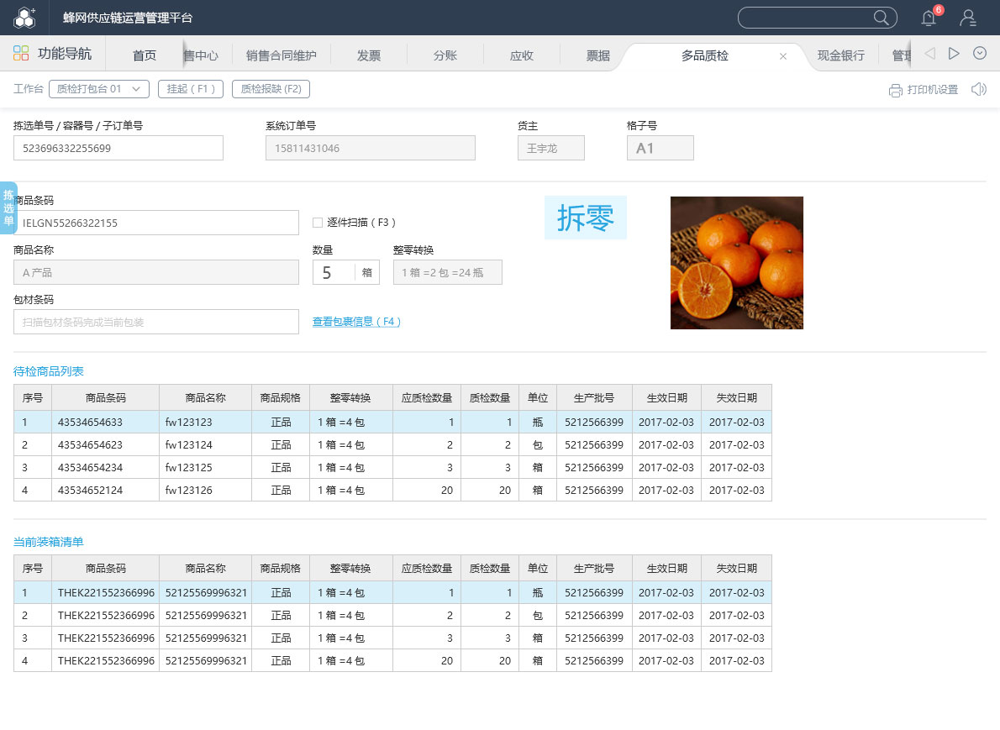 蜂网供应链运营管理平台
6
功能导航 首页 售中心 销售合同维护 发票 分账 应收 票据 多品质检 × 现金银行 管理
工作台 质检打包台 01 挂起 ( F1 ) 质检报缺 (F2) 打印机设置
拣选单号 / 容器号 / 子订单号 系统订单号 货主 格子号
523696332255699 15811431046 王宇龙 A1
拣选单
商品条码
IELGN55266322155 逐件扫描 ( F3 ) 拆零
商品名称 数量 整零转换
A 产品 5 箱 1 箱 =2 包 =24 瓶
包材条码
扫描包材条码完成当前包装 查看包裹信息 ( F4 )
待检商品列表
序号 商品条码 商品名称 商品规格 整零转换 应质检数量 质检数量 单位 生产批号 生效日期 失效日期
1 43534654633 fw123123 正品 1 箱 =4 包 1 1 瓶 5212566399 2017-02-03 2017-02-03
2 43534654623 fw123124 正品 1 箱 =4 包 2 2 包 5212566399 2017-02-03 2017-02-03
3 43534654234 fw123125 正品 1 箱 =4 包 3 3 箱 5212566399 2017-02-03 2017-02-03
4 43534652124 fw123126 正品 1 箱 =4 包 20 20 箱 5212566399 2017-02-03 2017-02-03
当前装箱清单
序号 商品条码 商品名称 商品规格 整零转换 应质检数量 质检数量 单位 生产批号 生效日期 失效日期
1 THEK221552366996 52125569996321 正品 1 箱 =4 包 1 1 瓶 5212566399 2017-02-03 2017-02-03
2 THEK221552366996 52125569996321 正品 1 箱 =4 包 2 2 包 5212566399 2017-02-03 2017-02-03
3 THEK221552366996 52125569996321 正品 1 箱 =4 包 3 3 箱 5212566399 2017-02-03 2017-02-03
4 THEK221552366996 52125569996321 正品 1 箱 =4 包 20 20 箱 5212566399 2017-02-03 2017-02-03